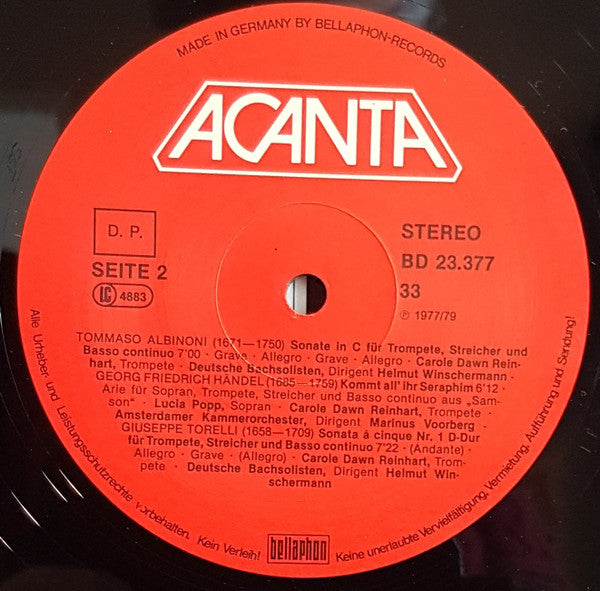 MADE IN GERMANY BY BELLAPHON-RECORDS
ACANTA
D. P.
SEITE 2
LC 4883
STEREO
BD 23.377
33
℗ 1977/79
TOMMASO ALBINONI (1671—1750) Sonate in C für Trompete, Streicher und
Basso continuo 7'00 · Grave · Allegro · Grave · Allegro · Carole Dawn Rein-
hart, Trompete · Deutsche Bachsolisten, Dirigent Helmut Winschermann ·
GEORG FRIEDRICH HÄNDEL (1685—1759) Kommt all' ihr Seraphim 6'12 ·
Arie für Sopran, Trompete, Streicher und Basso continuo aus „Sam-
son" · Lucia Popp, Sopran · Carole Dawn Reinhart, Trompete ·
Amsterdamer Kammerorchester, Dirigent Marinus Voorberg
GIUSEPPE TORELLI (1658—1709) Sonata à cinque Nr. 1 D-Dur
für Trompete, Streicher und Basso continuo 7'22 · (Andante) ·
Allegro · Grave · (Allegro) · Carole Dawn Reinhart, Trom-
pete · Deutsche Bachsolisten, Dirigent Helmut Win-
schermann
bellaphon
Alle Urheber und Leistungsschutzrechte vorbehalten. Kein Verleih! Keine unerlaubte Vervielfältigung, Vermietung, Aufführung und Sendung!